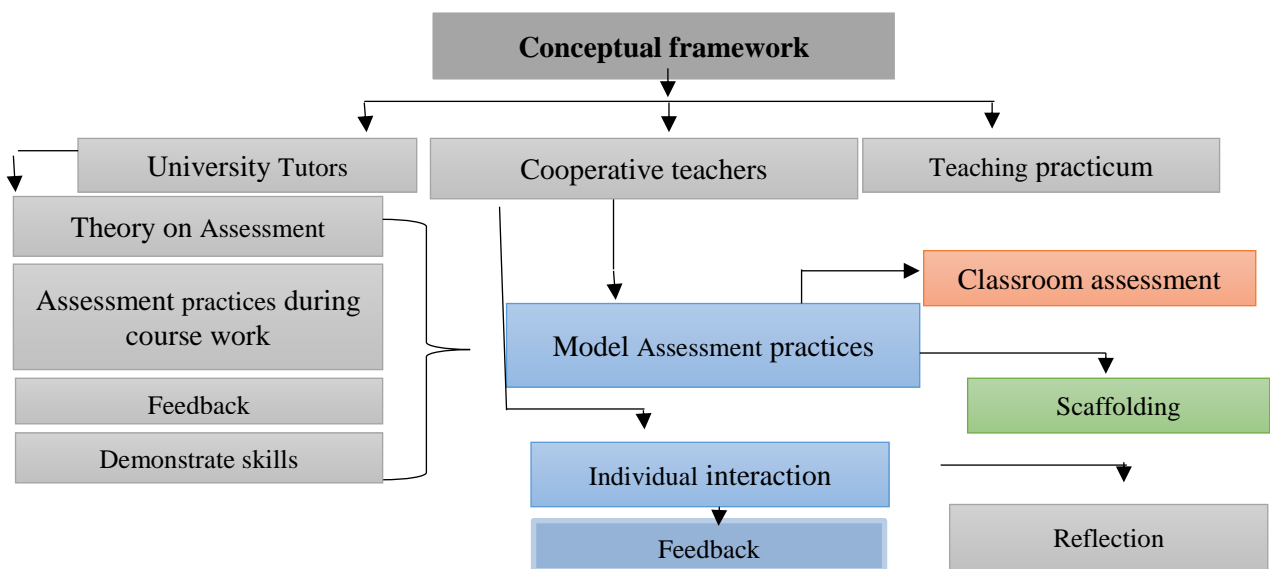 Conceptual framework
University Tutors
Cooperative teachers
Teaching practicum
Theory on Assessment
Assessment practices during
course work
Feedback
Demonstrate skills
Model Assessment practices
Classroom assessment
Scaffolding
Individual interaction
Feedback
Reflection